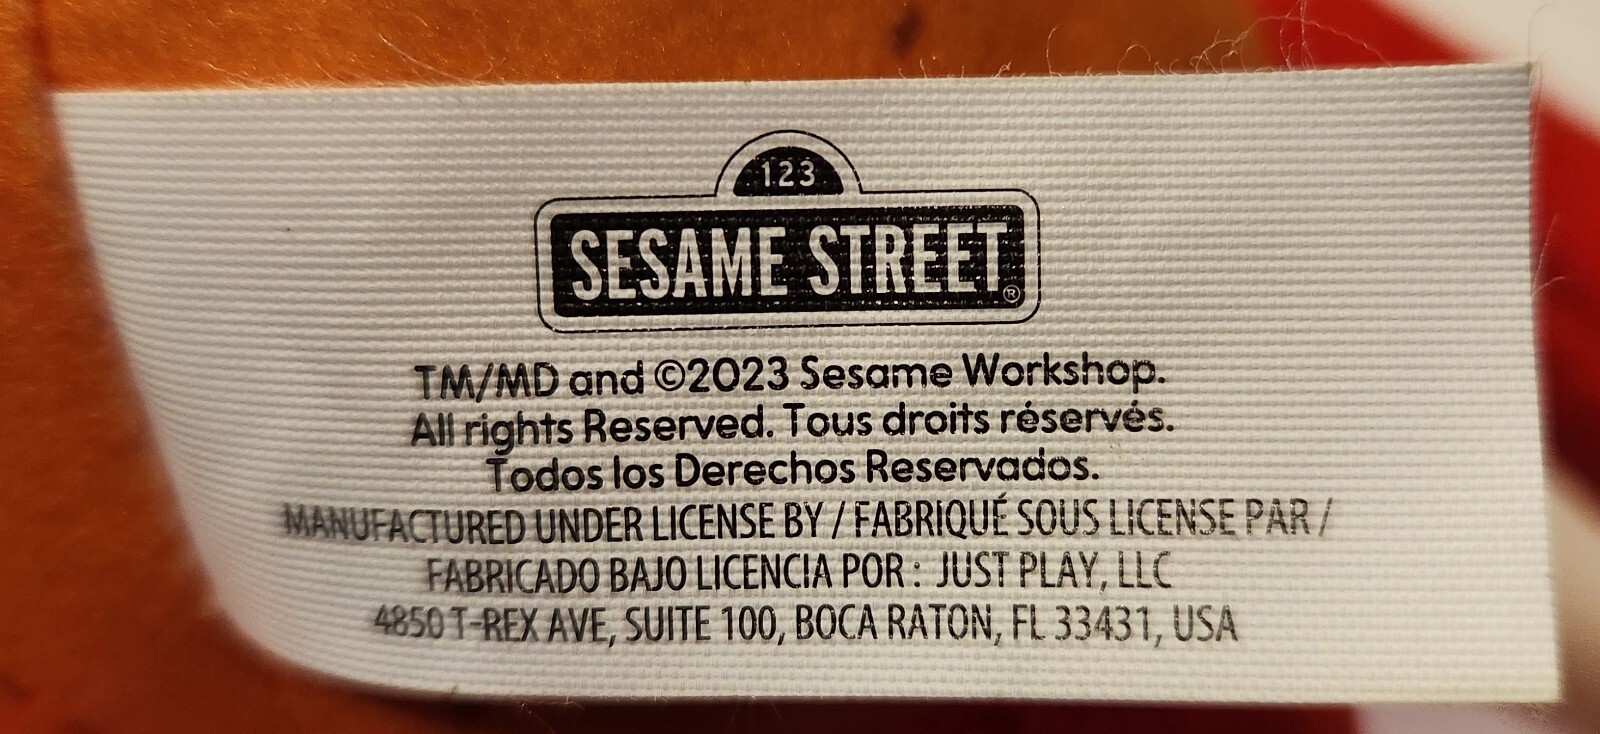 123
SESAME STREET®
TM/MD and ©2023 Sesame Workshop.
All rights Reserved. Tous droits réservés.
Todos los Derechos Reservados.
MANUFACTURED UNDER LICENSE BY / FABRIQUÉ SOUS LICENSE PAR /
FABRICADO BAJO LICENCIA POR : JUST PLAY, LLC
4850 T-REX AVE, SUITE 100, BOCA RATON, FL 33431, USA